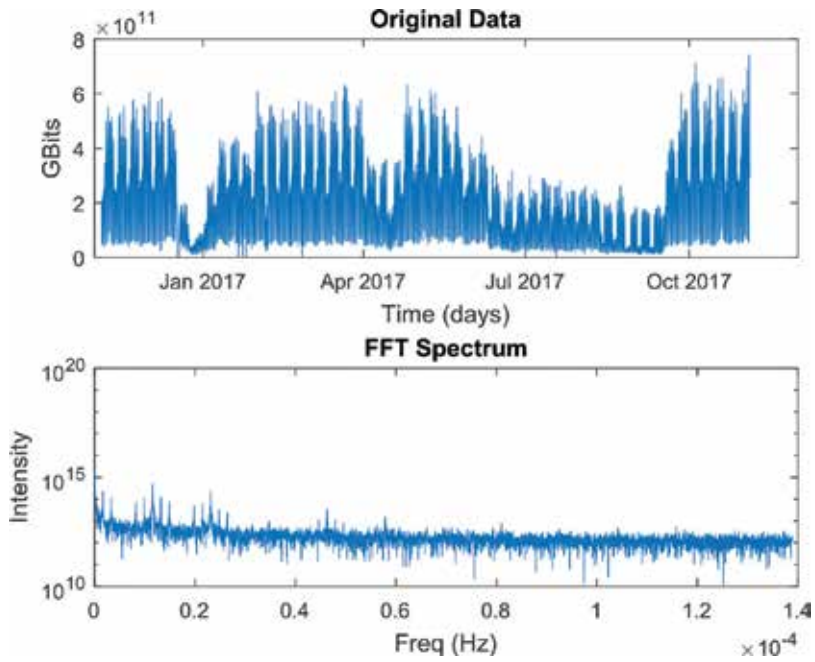 Original Data
× 10^11
8
6
4
2
0
GBits
Jan 2017 Apr 2017 Jul 2017 Oct 2017
Time (days)
FFT Spectrum
10^20
10^15
10^10
Intensity
0 0.2 0.4 0.6 0.8 1 1.2 1.4
Freq (Hz)
× 10^-4